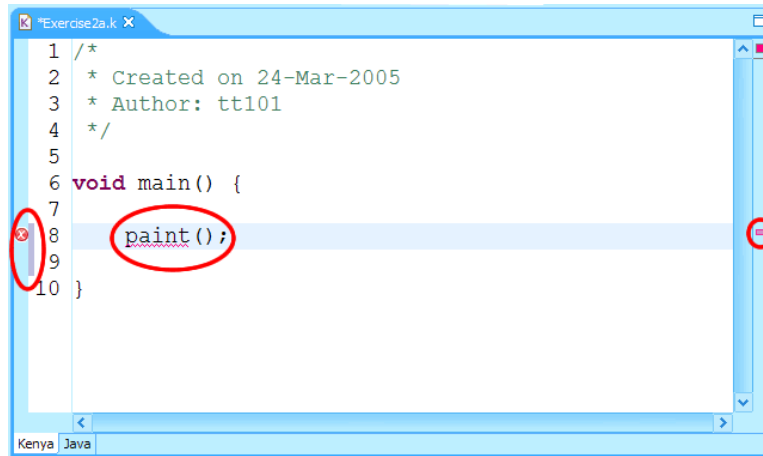 *Exercise2a.k
1 /*
2  * Created on 24-Mar-2005
3  * Author: tt101
4  */
5
6 void main() {
7
8     paint();
9
10 }
Kenya Java